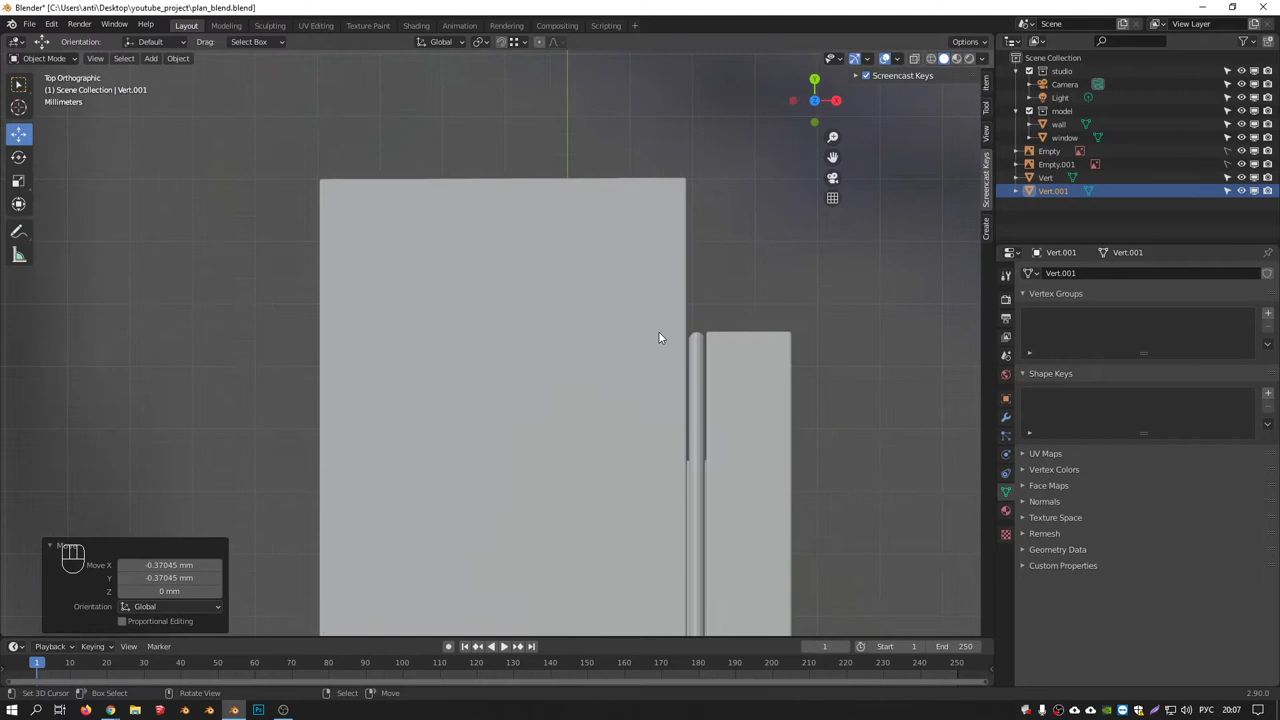 Blender* [C:\Users\anti\Desktop\youtube_project\plan_blend.blend]
File Edit Render Window Help Layout Modeling Sculpting UV Editing Texture Paint Shading Animation Rendering Compositing Scripting Scene View Layer
Orientation: Default Drag: Select Box Global Options
Object Mode View Select Add Object
Top Orthographic
(1) Scene Collection | Vert.001
Millimeters
Screencast Keys
Y
X
Z
Item
Tool
View
Screencast Keys
Create
Scene Collection
studio
Camera
Light
model
wall
window
Empty
Empty.001
Vert
Vert.001
Vert.001 Vert.001
Vert.001
Vertex Groups
Shape Keys
UV Maps
Vertex Colors
Face Maps
Normals
Texture Space
Remesh
Geometry Data
Custom Properties
Move X -0.37045 mm
Y -0.37045 mm
Z 0 mm
Orientation Global
Proportional Editing
Playback Keying View Marker 1 Start 1 End 250
1 10 20 30 40 50 60 70 80 90 100 110 120 130 140 150 160 170 180 190 200 210 220 230 240 250
Set 3D Cursor Box Select Rotate View Select Move 2.90.0
РУС 20:07